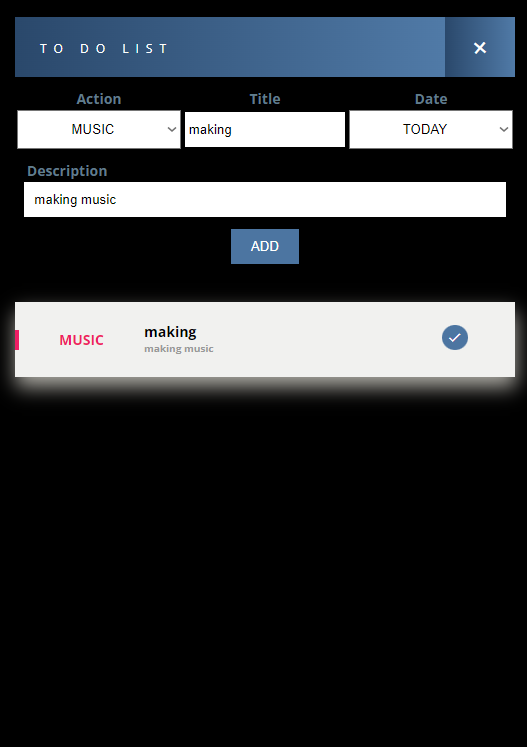 TO DO LIST
Action Title Date
MUSIC making TODAY
Description
making music
ADD
MUSIC making
making music